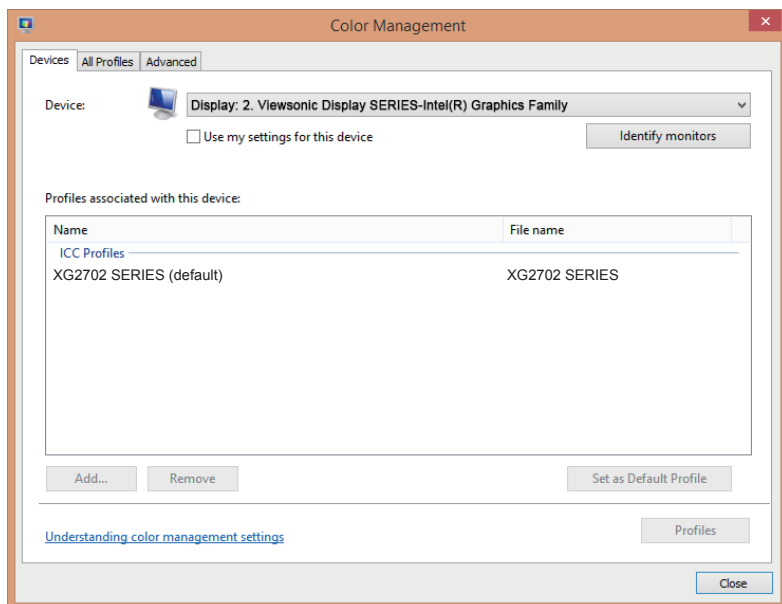 Color Management
Devices All Profiles Advanced
Device: Display: 2. Viewsonic Display SERIES-Intel(R) Graphics Family
Use my settings for this device Identify monitors
Profiles associated with this device:
Name File name
ICC Profiles
XG2702 SERIES (default) XG2702 SERIES
Add... Remove Set as Default Profile
Understanding color management settings Profiles
Close